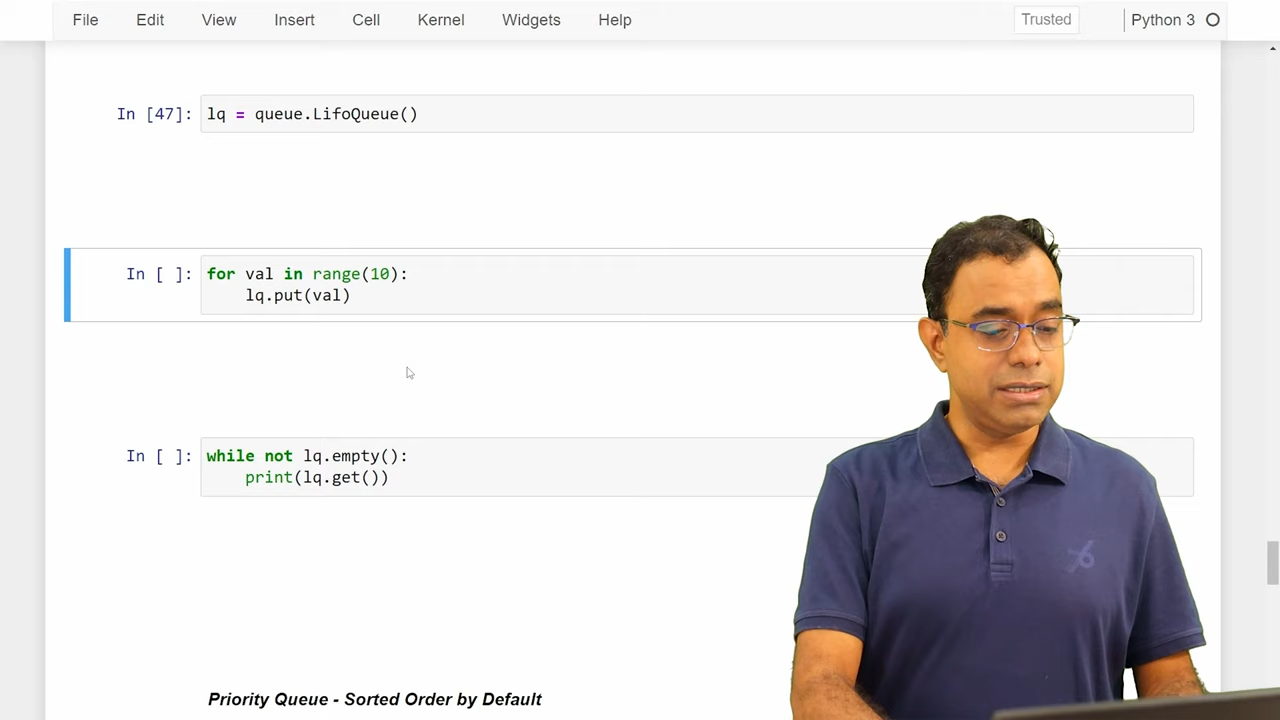 File Edit View Insert Cell Kernel Widgets Help Trusted Python 3
In [47]: lq = queue.LifoQueue()
In [ ]: for val in range(10):
lq.put(val)
In [ ]: while not lq.empty():
print(lq.get())
Priority Queue - Sorted Order by Default